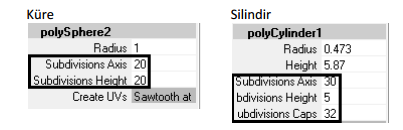 Küre
polySphere2
Radius 1
Subdivisions Axis 20
Subdivisions Height 20
Create UVs Sawtooth at
Silindir
polyCylinder1
Radius 0.473
Height 5.87
Subdivisions Axis 30
bdivisions Height 5
ubdivisions Caps 32